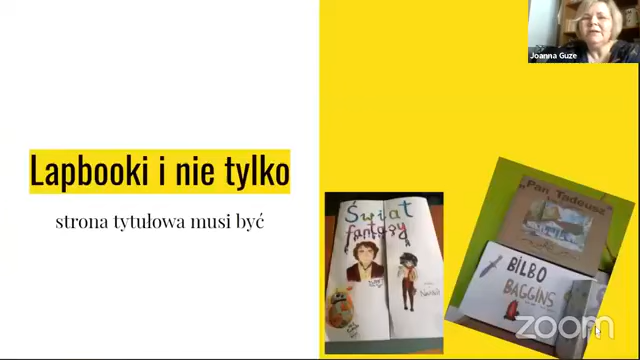 Joanna Guze
Lapbooki i nie tylko
strona tytułowa musi być
Świat
fantasy
„Pan Tadeusz"
BILBO
BAGGINS
zoom